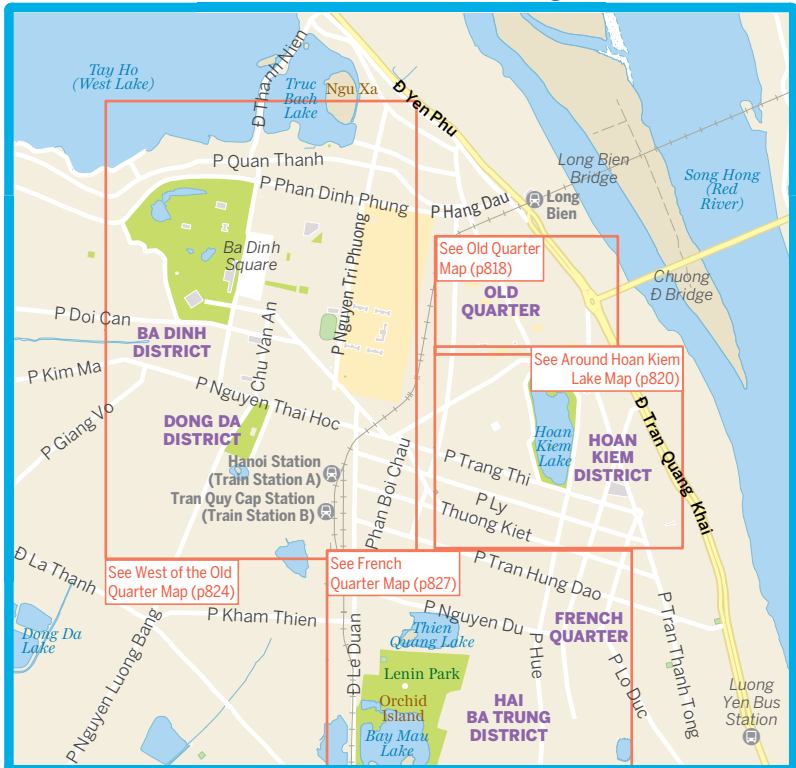 Tay Ho
(West Lake)
Đ Thanh Nien
Truc
Bach
Lake
Ngu Xa
Đ Yen Phu
Long Bien
Bridge
Song Hong
(Red
River)
P Quan Thanh
P Phan Dinh Phung
P Hang Dau
Long
Bien
Ba Dinh
Square
P Nguyen Tri Phuong
See Old Quarter
Map (p818)
OLD
QUARTER
Chuong
Đ Bridge
P Doi Can
BA DINH
DISTRICT
Chu Van An
See Around Hoan Kiem
Lake Map (p820)
P Kim Ma
P Nguyen Thai Hoc
P Giang Vo
DONG DA
DISTRICT
Hoan
Kiem
Lake
HOAN
KIEM
DISTRICT
Đ Tran Quang Khai
Hanoi Station
(Train Station A)
Tran Quy Cap Station
(Train Station B)
Phan Boi Chau
P Trang Thi
P Ly
Thuong Kiet
Đ La Thanh
See West of the Old
Quarter Map (p824)
See French
Quarter Map (p827)
P Tran Hung Dao
P Kham Thien
P Nguyen Du
FRENCH
QUARTER
P Tran Thanh Tong
Dong Da
Lake
P Nguyen Luong Bang
Đ Le Duan
Thien
Quang Lake
P Hue
P Lo Duc
Lenin Park
Orchid
Island
Bay Mau
Lake
HAI
BA TRUNG
DISTRICT
Luong
Yen Bus
Station